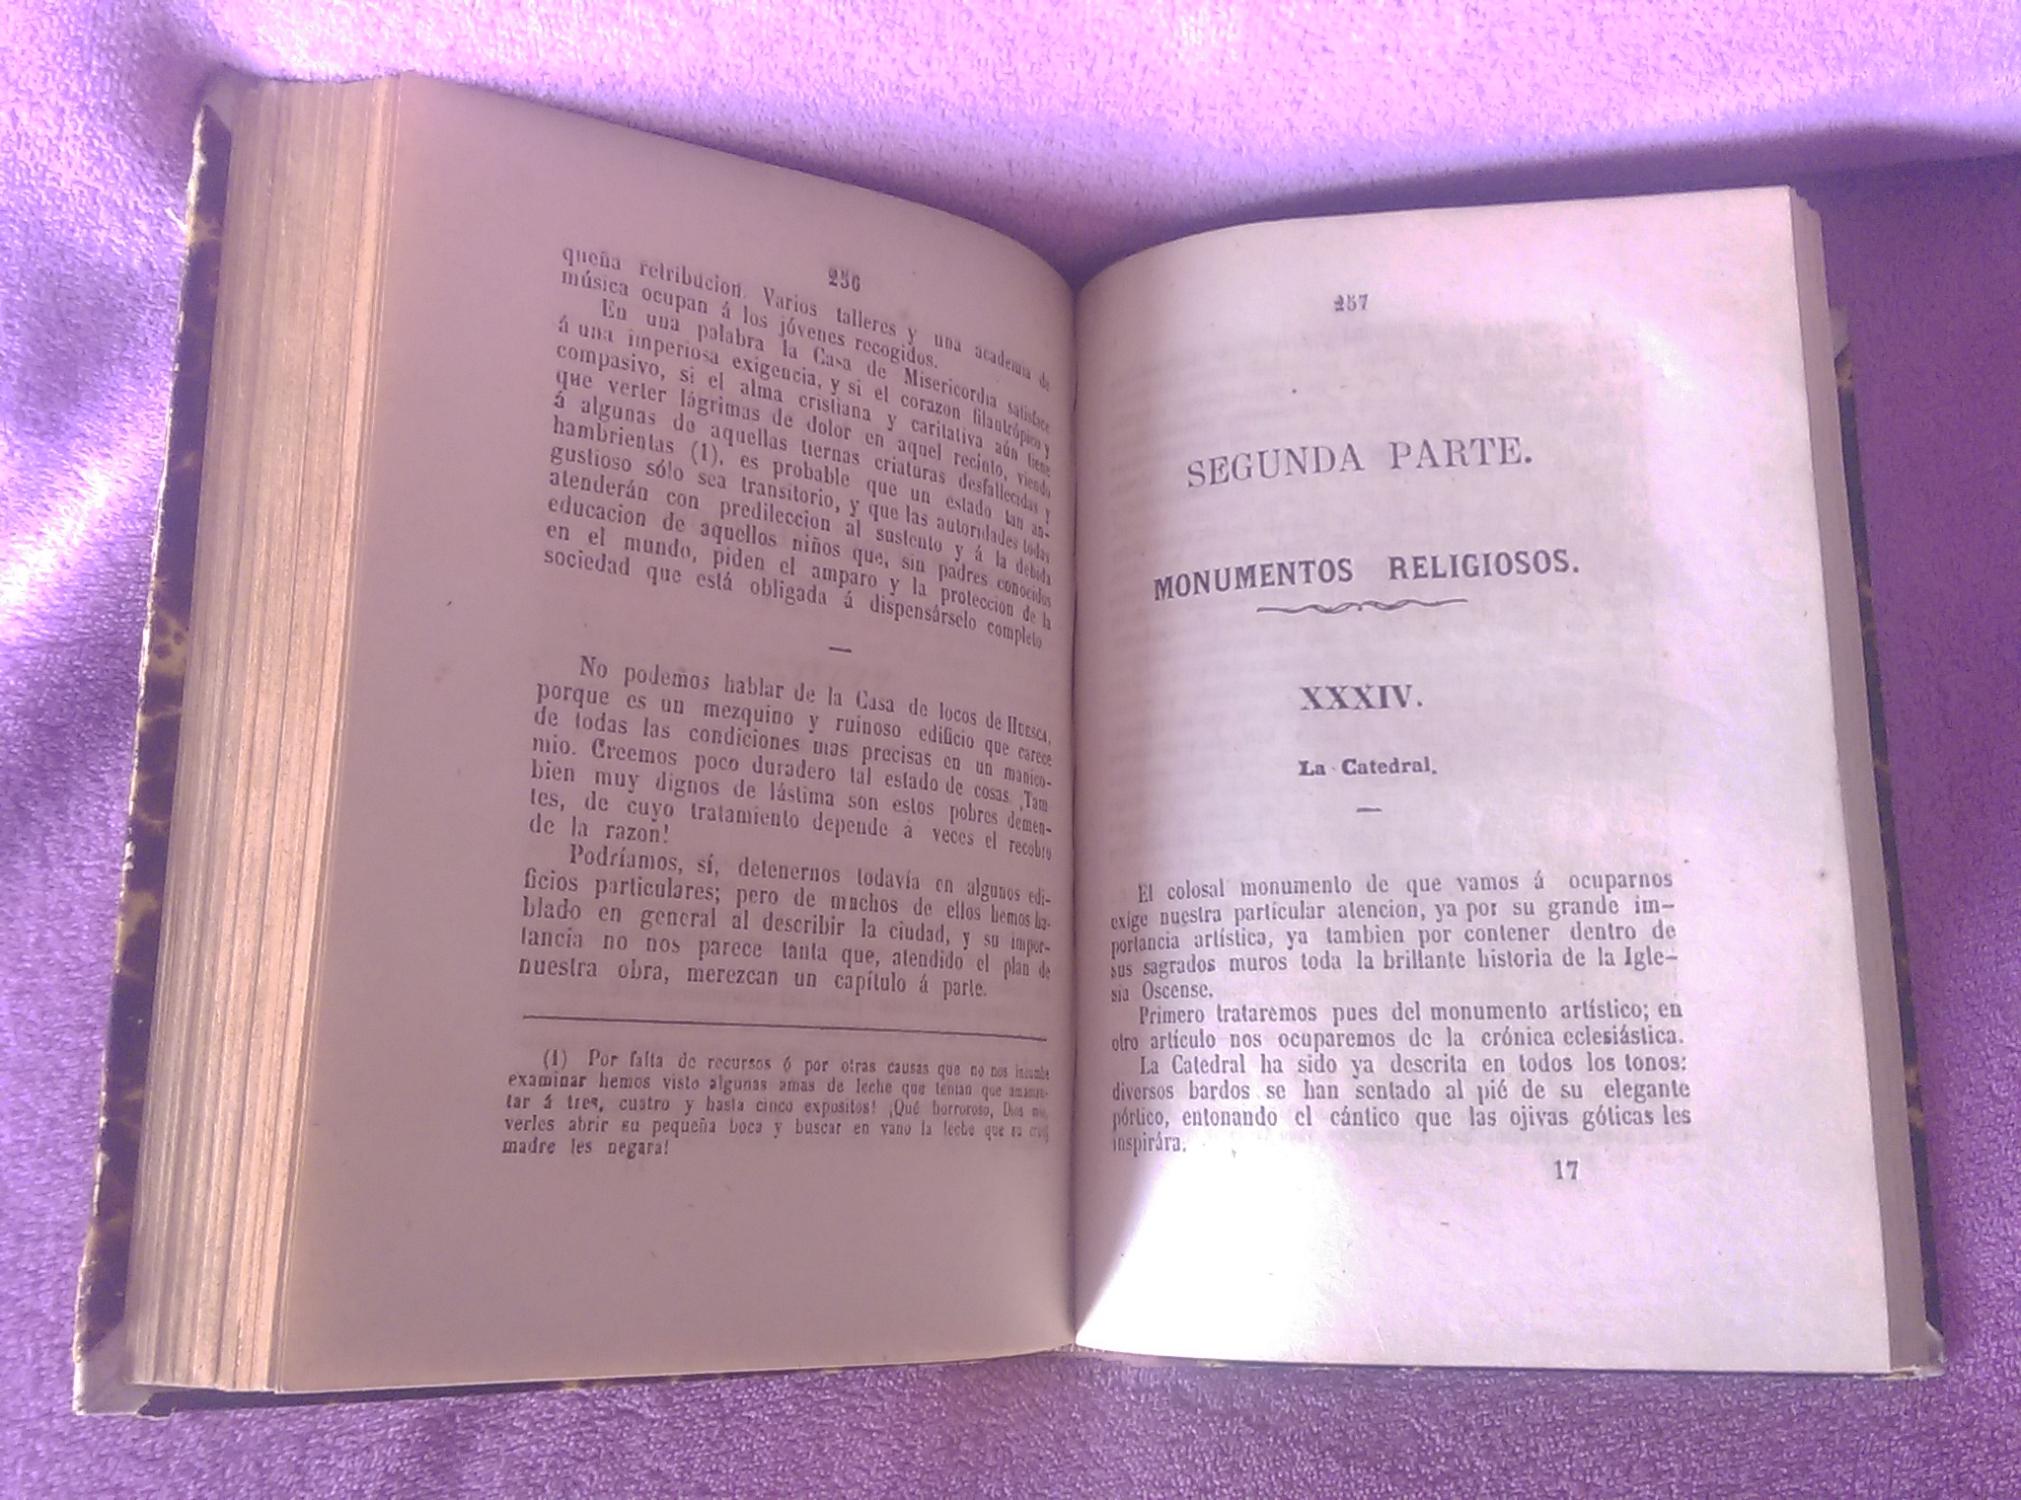 256
queña retribucion. Varios talleres y una academia de
música ocupan á los jóvenes recogidos.
En una palabra la Casa de Misericordia satisface
á una imperiosa exigencia, y si el corazon filantrópico y
compasivo, si el alma cristiana y caritativa aún tiene
que verter lágrimas de dolor en aquel recinto, viendo
á algunas de aquellas tiernas criaturas desfallecidas y
hambrientas (1), es probable que un estado tan an-
gustioso sólo sea transitorio, y que las autoridades todas
atenderán con predileccion al sustento y á la debida
educacion de aquellos niños que, sin padres conocidos
en el mundo, piden el amparo y la proteccion de la
sociedad que está obligada á dispensárselo completo
—
No podemos hablar de la Casa de locos de HUESCA,
porque es un mezquino y ruinoso edificio que carece
de todas las condiciones mas precisas en un manico-
mio. Creemos poco duradero tal estado de cosas. ¡Tam
bien muy dignos de lástima son estos pobres demen-
tes, de cuyo tratamiento depende á veces el recobro
de la razon!
Podríamos, sí, detenernos todavía en algunos edi-
ficios particulares; pero de muchos de ellos hemos ha-
blado en general al describir la ciudad, y su impor-
tancia no nos parece tanta que, atendido el plan de
nuestra obra, merezcan un capítulo á parte.
(1) Por falta de recursos ó por otras causas que no nos incumbe
examinar hemos visto algunas amas de leche que tenian que amaman-
tar á tres, cuatro y hasta cinco expositos! ¡Qué horroroso, Dios mio,
verles abrir su pequeña boca y buscar en vano la leche que su cruel
madre les negara!
257
SEGUNDA PARTE.
MONUMENTOS RELIGIOSOS.
XXXIV.
La Catedral.
—
El colosal monumento de que vamos á ocuparnos
exige nuestra particular atencion, ya por su grande im-
portancia artística, ya tambien por contener dentro de
sus sagrados muros toda la brillante historia de la Igle-
sia Oscense.
Primero trataremos pues del monumento artístico; en
otro artículo nos ocuparemos de la crónica eclesiástica.
La Catedral ha sido ya descrita en todos los tonos:
diversos bardos se han sentado al pié de su elegante
pórtico, entonando el cántico que las ojivas góticas les
inspirára.
17